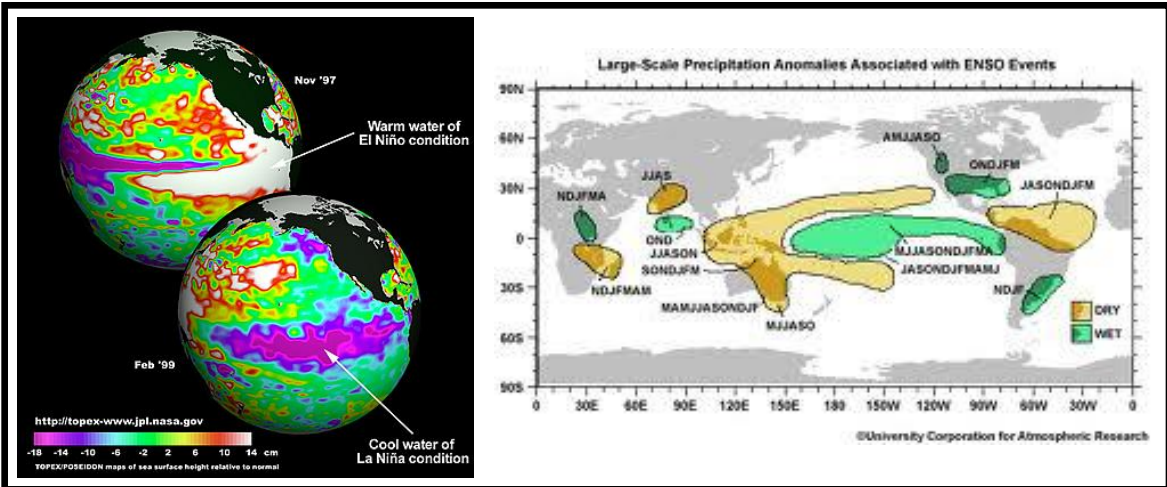 Nov '97
Warm water of
El Niño condition
Feb '99
http://topex-www.jpl.nasa.gov
-18 -14 -10 -6 -2 2 6 10 14 cm
TOPEX/POSEIDON maps of sea surface height relative to normal
Cool water of
La Niña condition
Large-Scale Precipitation Anomalies Associated with ENSO Events
90N
60N
30N
0
30S
60S
90S
AMJJASO
ONDJFM
JJAS
JASONDJFM
NDJFMA
OND
JJASON
SONDJFM
MJJASONDJFMA
JASONDJFMAMJ
NDJFMAM
NDJF
MAMJJASONDJF
MJJASO
DRY
WET
0 30E 60E 90E 120E 150E 180 150W 120W 90W 60W 30W 0
©University Corporation for Atmospheric Research